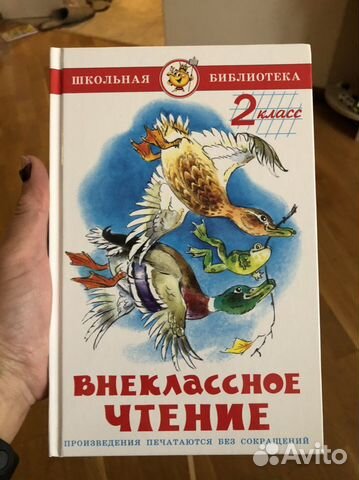 ШКОЛЬНАЯ БИБЛИОТЕКА
2 класс
ВНЕКЛАССНОЕ
ЧТЕНИЕ
ПРОИЗВЕДЕНИЯ ПЕЧАТАЮТСЯ БЕЗ СОКРАЩЕНИЙ
Avito